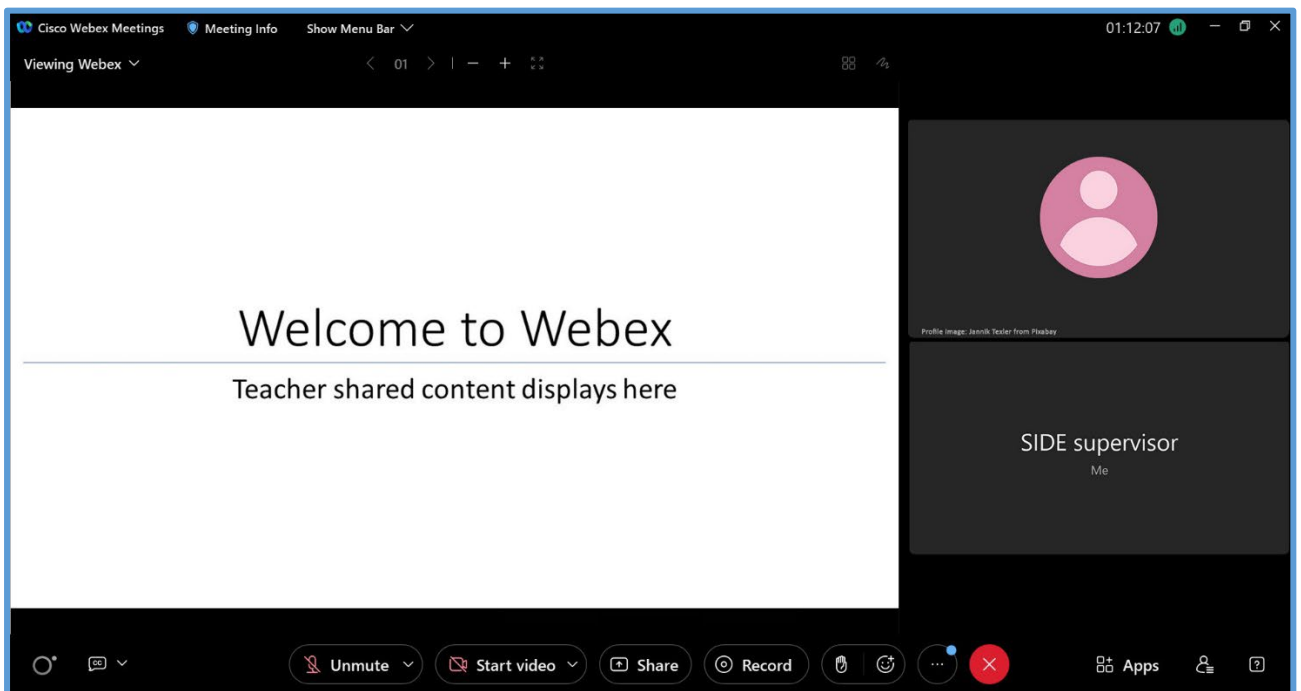 Cisco Webex Meetings Meeting Info Show Menu Bar 01:12:07
Viewing Webex 01
Welcome to Webex
Teacher shared content displays here
Profile image: Jannik Texler from Pixabay
SIDE supervisor
Me
CC Unmute Start video Share Record Apps